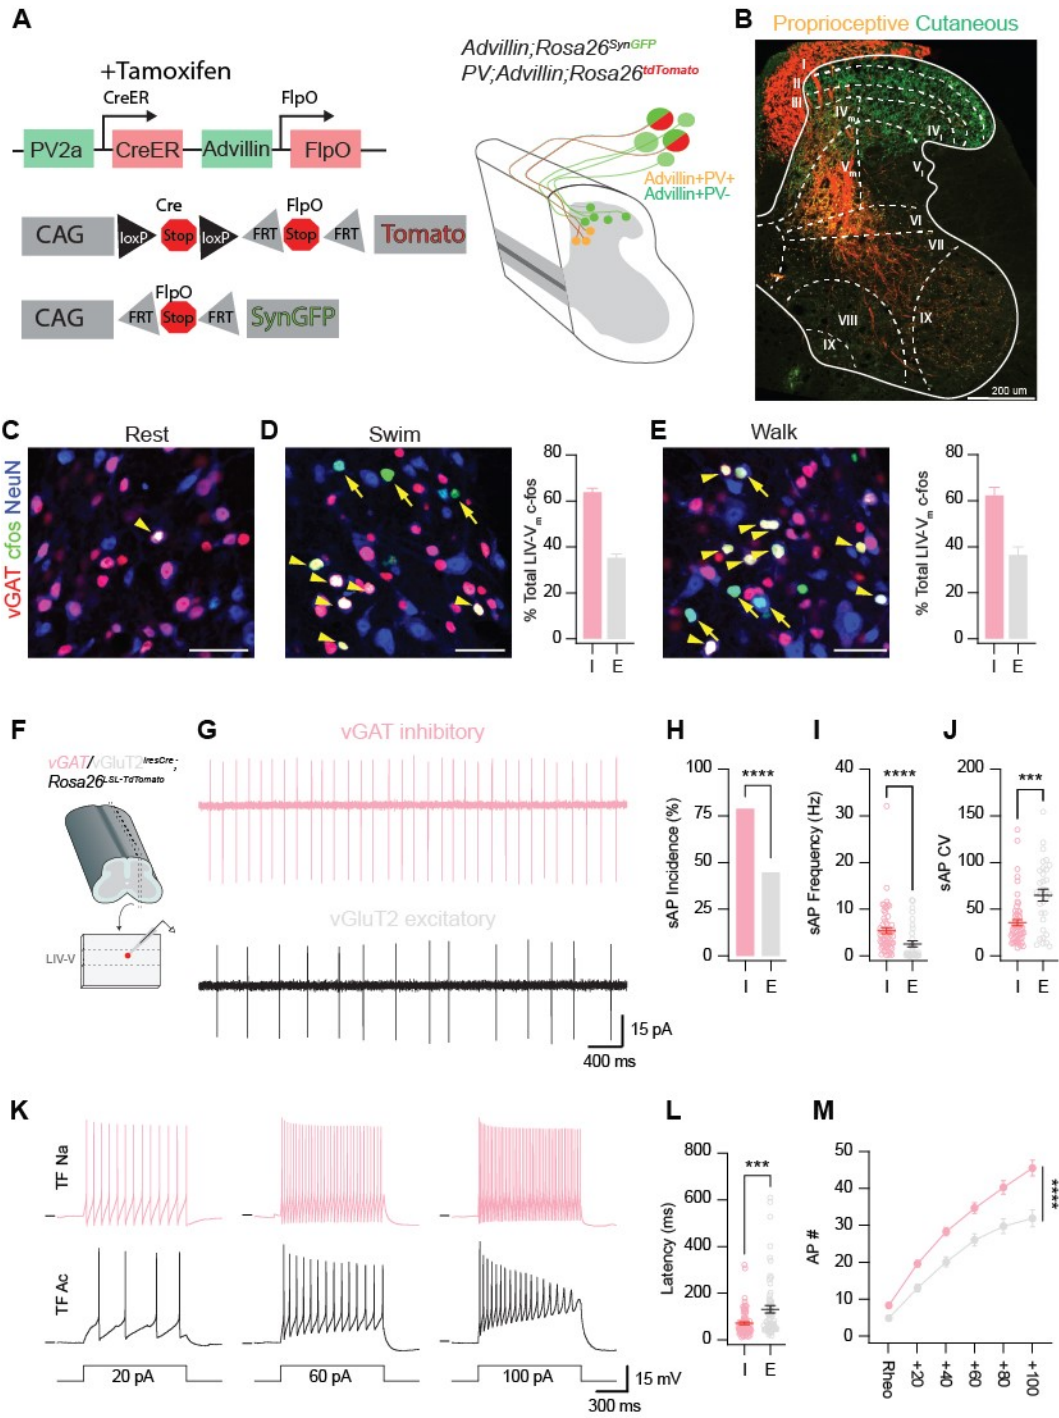 A
+Tamoxifen
CreER
FlpO
PV2a
CreER
Advillin
FlpO
Cre
FlpO
CAG
loxP
Stop
loxP
FRT
Stop
FRT
Tomato
FlpO
CAG
FRT
Stop
FRT
SynGFP
Advillin;Rosa26SynGFP
PV;Advillin;Rosa26tdTomato
Advillin+PV+
Advillin+PV-
B
Proprioceptive Cutaneous
I
II
III
IVm
IVl
Vm
Vl
VI
VII
VIII
IX
IX
200 um
C
Rest
vGAT cfos NeuN
D
Swim
% Total LIV-Vm c-fos
80
60
40
20
0
I E
E
Walk
% Total LIV-Vm c-fos
80
60
40
20
0
I E
F
vGAT/vGluT2IresCre-;
Rosa26LSL-TdTomato
LIV-V
G
vGAT inhibitory
vGluT2 excitatory
15 pA
400 ms
H
sAP Incidence (%)
100
75
50
25
0
****
I E
I
sAP Frequency (Hz)
40
30
20
10
0
****
I E
J
sAP CV
200
150
100
50
0
***
I E
K
TF Na
TF Ac
20 pA
60 pA
100 pA
15 mV
300 ms
L
Latency (ms)
800
600
400
200
0
***
I E
M
AP #
50
40
30
20
10
0
****
Rheo
+20
+40
+60
+80
+100